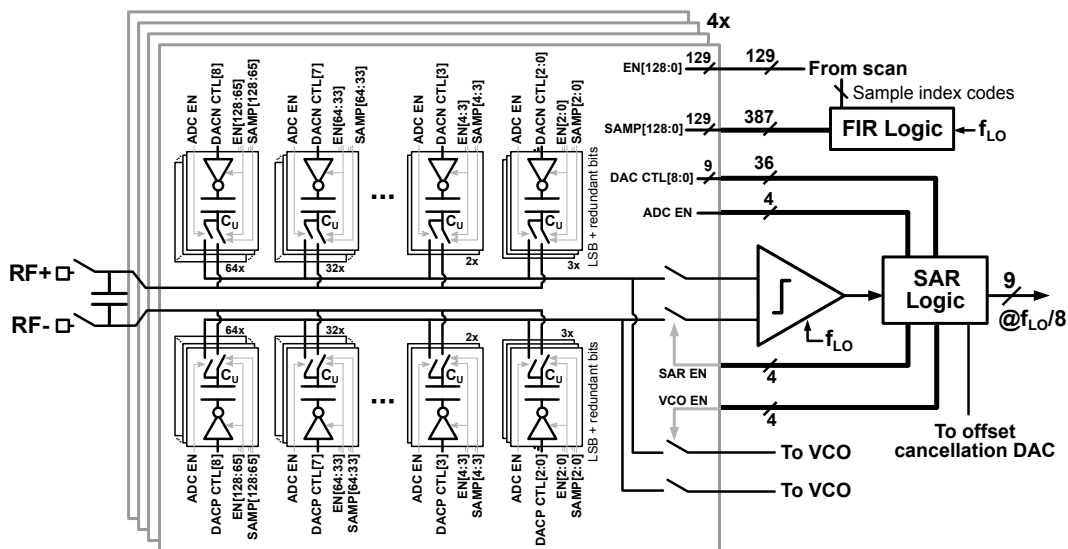 4x
ADC EN
DACN CTL[8]
EN[128:65]
SAMP[128:65]
ADC EN
DACN CTL[7]
EN[64:33]
SAMP[64:33]
ADC EN
DACN CTL[3]
EN[4:3]
SAMP[4:3]
ADC EN
DACN CTL[2:0]
EN[2:0]
SAMP[2:0]
CU
64x
CU
32x
...
CU
2x
CU
3x
LSB + redundant bits
EN[128:0] 129 129
From scan
Sample index codes
SAMP[128:0] 129 387
FIR Logic
fLO
DAC CTL[8:0] 9 36
ADC EN 4
RF+
RF-
SAR
Logic
9
@fLO/8
fLO
SAR EN 4
VCO EN 4
To offset
cancellation DAC
To VCO
To VCO
64x
CU
32x
CU
...
2x
CU
3x
CU
LSB + redundant bits
ADC EN
DACP CTL[8]
EN[128:65]
SAMP[128:65]
ADC EN
DACP CTL[7]
EN[64:33]
SAMP[64:33]
ADC EN
DACP CTL[3]
EN[4:3]
SAMP[4:3]
ADC EN
DACP CTL[2:0]
EN[2:0]
SAMP[2:0]